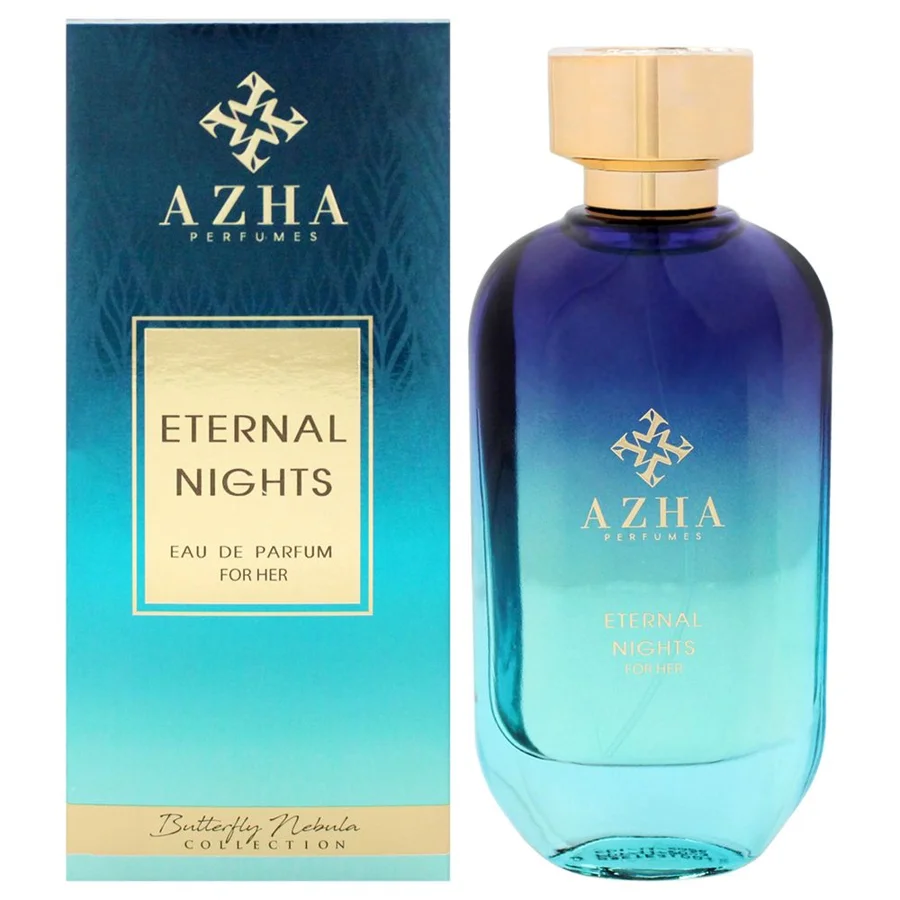 AZHA
PERFUMES
ETERNAL
NIGHTS
EAU DE PARFUM
FOR HER
Butterfly Nebula
COLLECTION
AZHA
PERFUMES
ETERNAL
NIGHTS
FOR HER